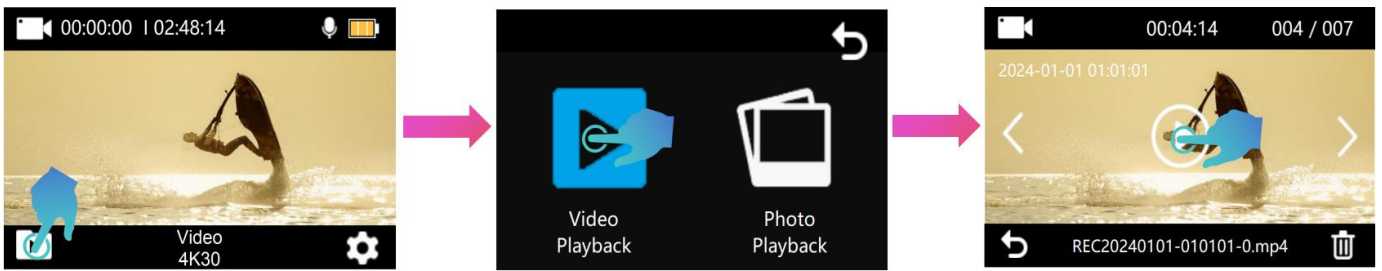 00:00:00 I 02:48:14
Video
4K30
Video
Playback
Photo
Playback
00:04:14 004 / 007
2024-01-01 01:01:01
REC20240101-010101-0.mp4